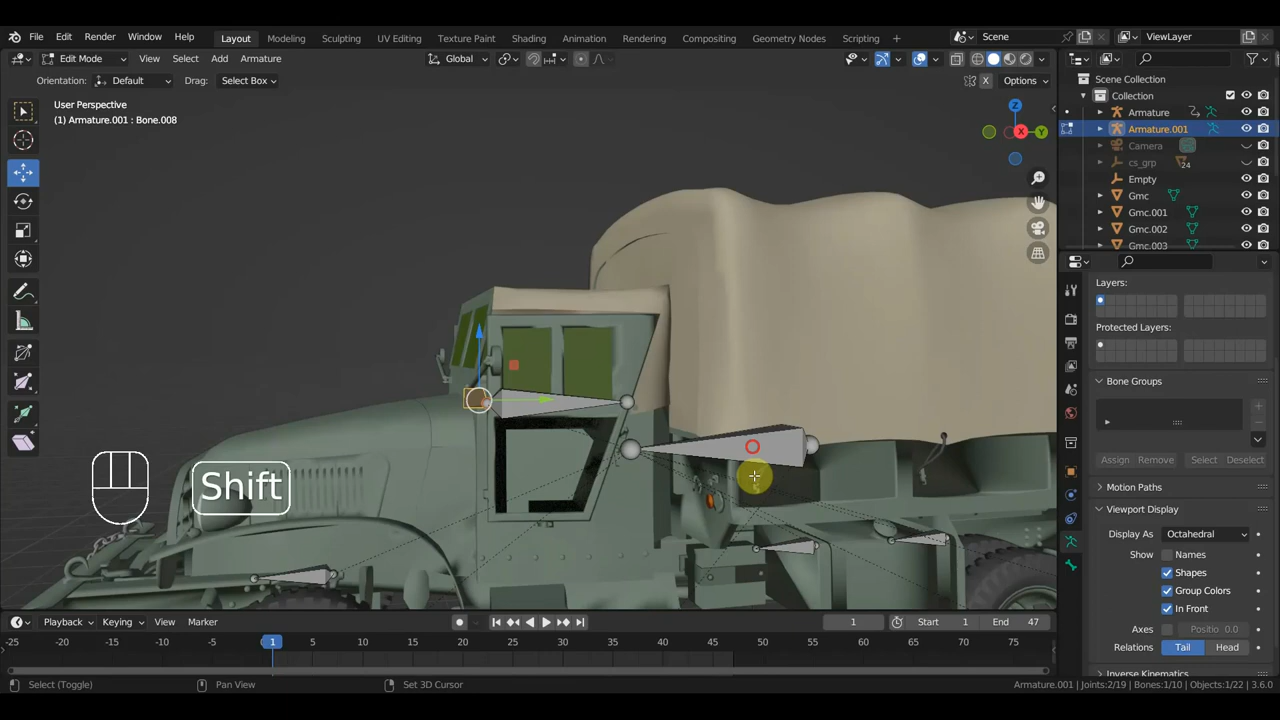 File Edit Render Window Help Layout Modeling Sculpting UV Editing Texture Paint Shading Animation Rendering Compositing Geometry Nodes Scripting + Scene ViewLayer
Edit Mode View Select Add Armature Global
Orientation: Default Drag: Select Box X Options
User Perspective
(1) Armature.001 : Bone.008
Z
X
Y
Scene Collection
Collection
Armature
Armature.001
Camera
cs_grp 24
Empty
Gmc
Gmc.001
Gmc.002
Gmc.003
Layers:
Protected Layers:
Bone Groups
Assign Remove Select Deselect
Motion Paths
Viewport Display
Display As Octahedral
Show Names
Shapes
Group Colors
In Front
Axes Positio 0.0
Relations Tail Head
Inverse Kinematics
Shift
Playback Keying View Marker 1 Start 1 End 47
-25 -20 -15 -10 -5 1 5 10 15 20 25 30 35 40 45 50 55 60 65 70 75
Select (Toggle) Pan View Set 3D Cursor Armature.001 | Joints:2/19 | Bones:1/10 | Objects:1/22 | 3.6.0